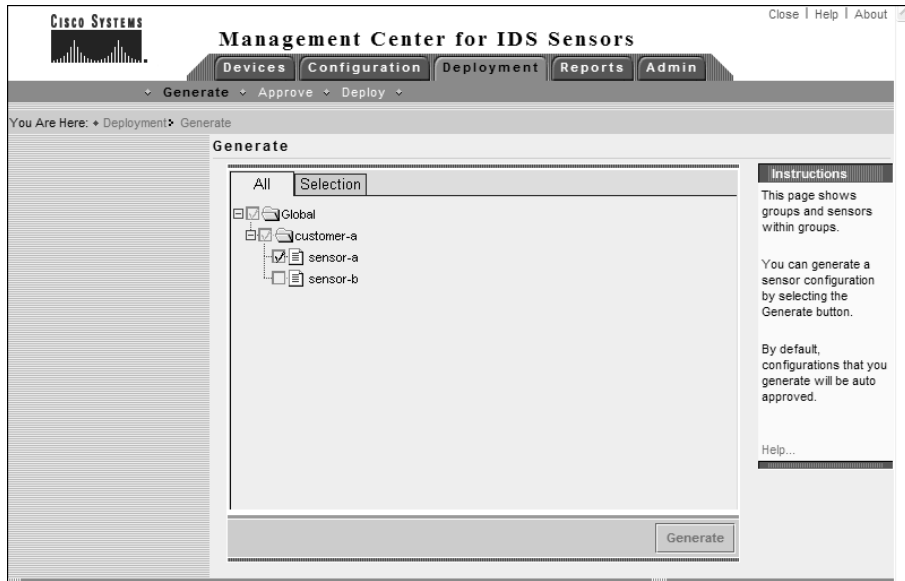 Close | Help | About
CISCO SYSTEMS
Management Center for IDS Sensors
Devices Configuration Deployment Reports Admin
Generate Approve Deploy
You Are Here: Deployment Generate
Generate
All Selection
Global
customer-a
sensor-a
sensor-b
Generate
Instructions
This page shows
groups and sensors
within groups.
You can generate a
sensor configuration
by selecting the
Generate button.
By default,
configurations that you
generate will be auto
approved.
Help...